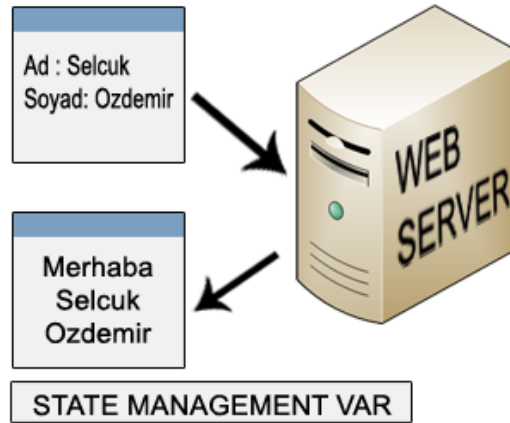 Ad : Selcuk
Soyad: Ozdemir
WEB
SERVER
Merhaba
Selcuk
Ozdemir
STATE MANAGEMENT VAR